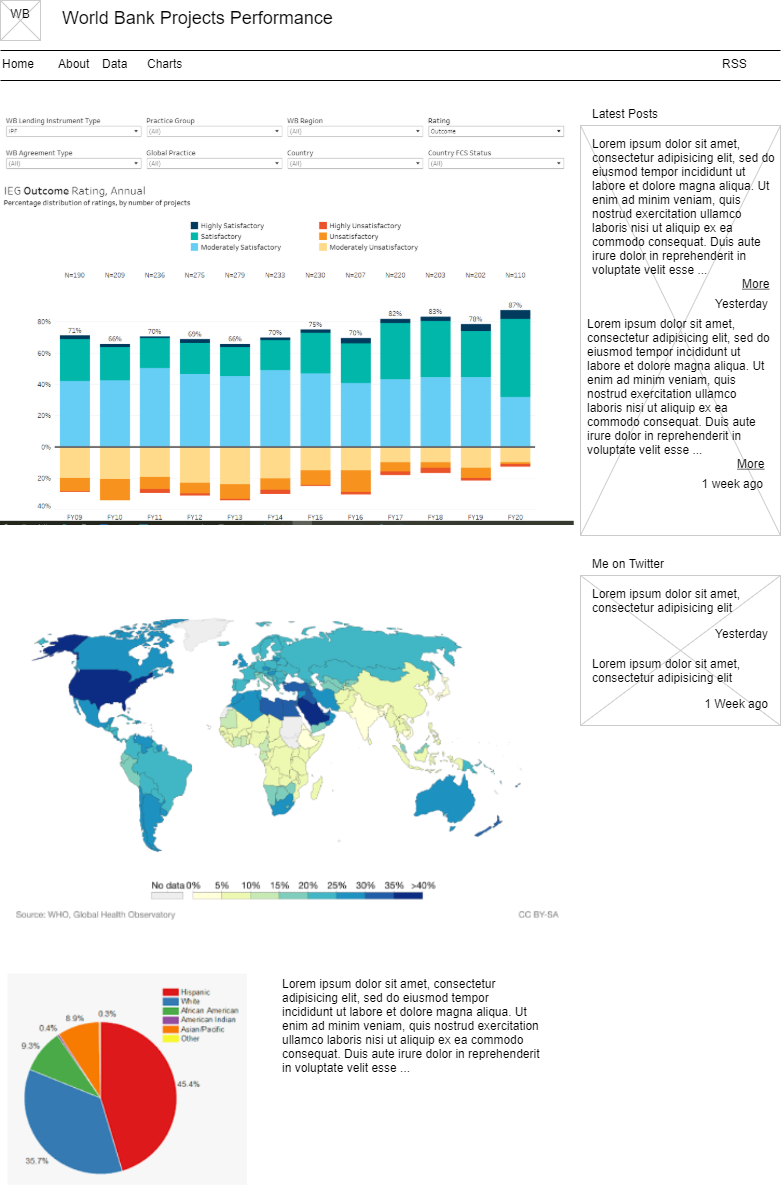 WB
World Bank Projects Performance
Home About Data Charts RSS
WB Lending Instrument Type Practice Group WB Region Rating
IPF (All) (All) Outcome
WB Agreement Type Global Practice Country Country FCS Status
(All) (All) (All) (All)
IEG Outcome Rating, Annual
Percentage distribution of ratings, by number of projects
Highly Satisfactory Highly Unsatisfactory
Satisfactory Unsatisfactory
Moderately Satisfactory Moderately Unsatisfactory
N=190 N=209 N=236 N=275 N=279 N=233 N=230 N=207 N=220 N=203 N=202 N=110
71% 66% 70% 69% 66% 70% 75% 70% 82% 83% 78% 87%
80%
60%
40%
20%
0%
20%
40%
FY09 FY10 FY11 FY12 FY13 FY14 FY15 FY16 FY17 FY18 FY19 FY20
Latest Posts
Lorem ipsum dolor sit amet,
consectetur adipisicing elit, sed do
eiusmod tempor incididunt ut
labore et dolore magna aliqua. Ut
enim ad minim veniam, quis
nostrud exercitation ullamco
laboris nisi ut aliquip ex ea
commodo consequat. Duis aute
irure dolor in reprehenderit in
voluptate velit esse ...
More
Yesterday
Lorem ipsum dolor sit amet,
consectetur adipisicing elit, sed do
eiusmod tempor incididunt ut
labore et dolore magna aliqua. Ut
enim ad minim veniam, quis
nostrud exercitation ullamco
laboris nisi ut aliquip ex ea
commodo consequat. Duis aute
irure dolor in reprehenderit in
voluptate velit esse ...
More
1 week ago
Me on Twitter
Lorem ipsum dolor sit amet,
consectetur adipisicing elit
Yesterday
Lorem ipsum dolor sit amet,
consectetur adipisicing elit
1 Week ago
No data 0% 5% 10% 15% 20% 25% 30% 35% >40%
Source: WHO, Global Health Observatory CC BY-SA
Hispanic
White
African American
American Indian
Asian/Pacific
Other
0.3%
8.9%
0.4%
9.3%
45.4%
35.7%
Lorem ipsum dolor sit amet, consectetur
adipisicing elit, sed do eiusmod tempor
incididunt ut labore et dolore magna aliqua. Ut
enim ad minim veniam, quis nostrud exercitation
ullamco laboris nisi ut aliquip ex ea commodo
consequat. Duis aute irure dolor in reprehenderit
in voluptate velit esse ...